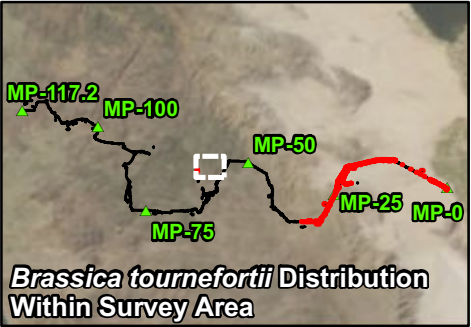 MP-117.2
MP-100
MP-50
MP-25
MP-0
MP-75
Brassica tournefortii Distribution
Within Survey Area